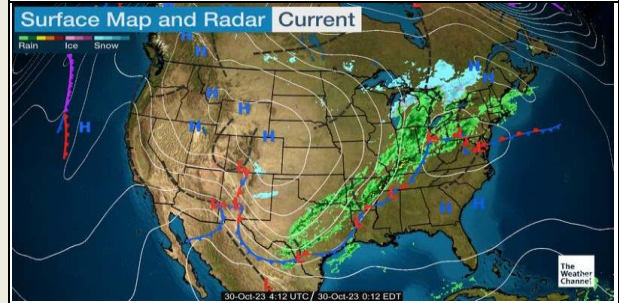 Surface Map and Radar Current
Rain Ice Snow
H
H
H
H
H
H
H
H
H
H
H
L
L
L
L
L
L
L
L
The
Weather
Channel
30-Oct-23 4:12 UTC / 30-Oct-23 0:12 EDT